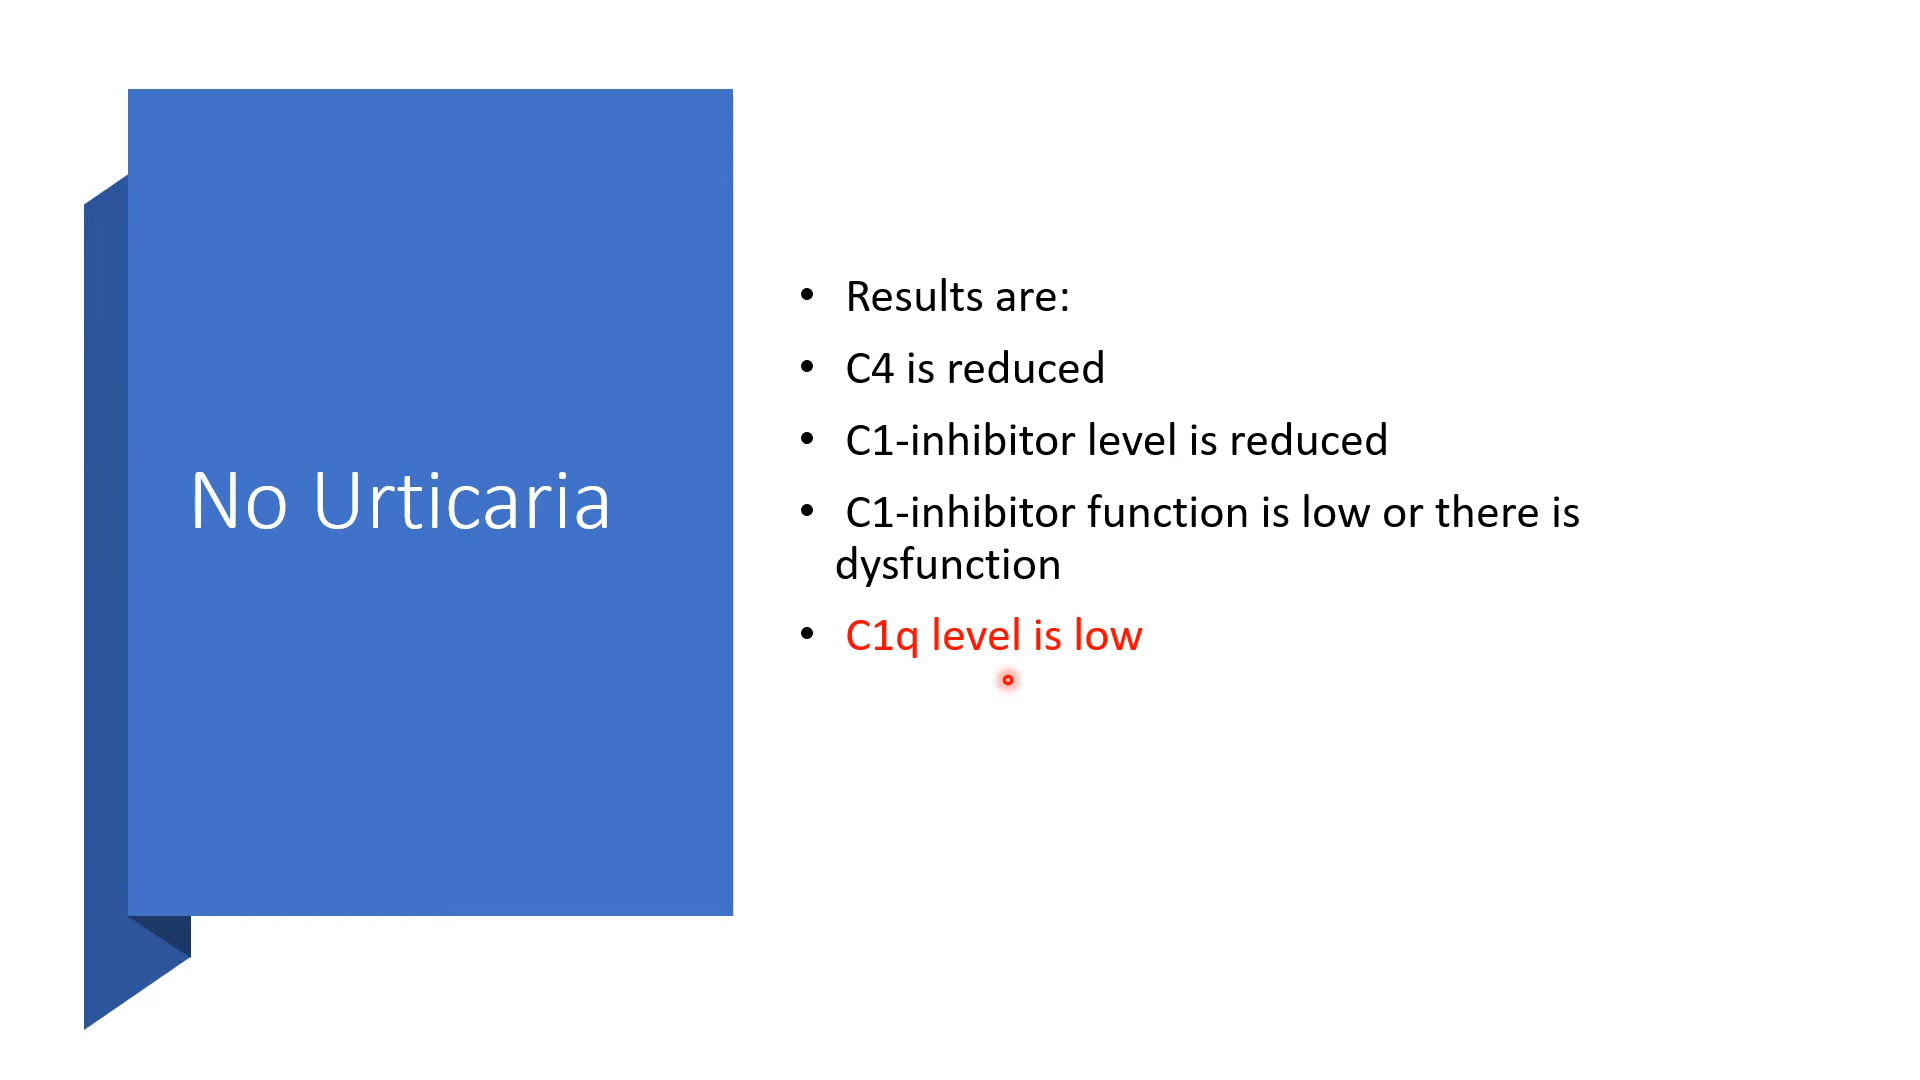 No Urticaria
• Results are:
• C4 is reduced
• C1-inhibitor level is reduced
• C1-inhibitor function is low or there is
dysfunction
• C1q level is low